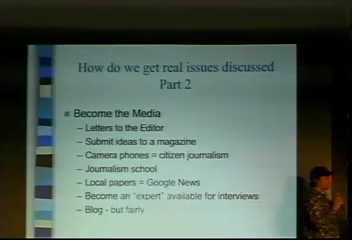 How do we get real issues discussed
Part 2
Become the Media
– Letters to the Editor
– Submit ideas to a magazine
– Camera phones = citizen journalism
– Journalism school
– Local papers = Google News
– Become an "expert" available for interviews
– Blog - but fairly